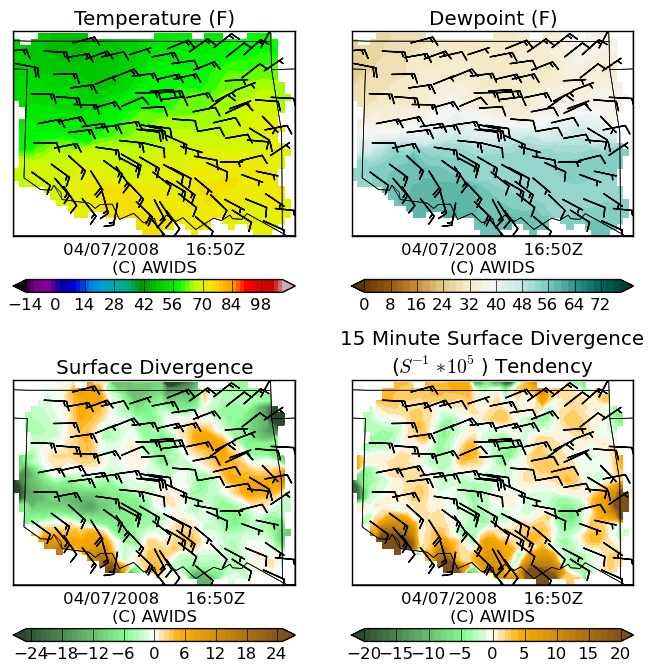 Temperature (F)
Dewpoint (F)
04/07/2008 16:50Z
(C) AWIDS
−14 0 14 28 42 56 70 84 98
04/07/2008 16:50Z
(C) AWIDS
0 8 16 24 32 40 48 56 64 72
Surface Divergence
15 Minute Surface Divergence
(S⁻¹ *10⁵ ) Tendency
04/07/2008 16:50Z
(C) AWIDS
−24 −18 −12 −6 0 6 12 18 24
04/07/2008 16:50Z
(C) AWIDS
−20 −15 −10 −5 0 5 10 15 20